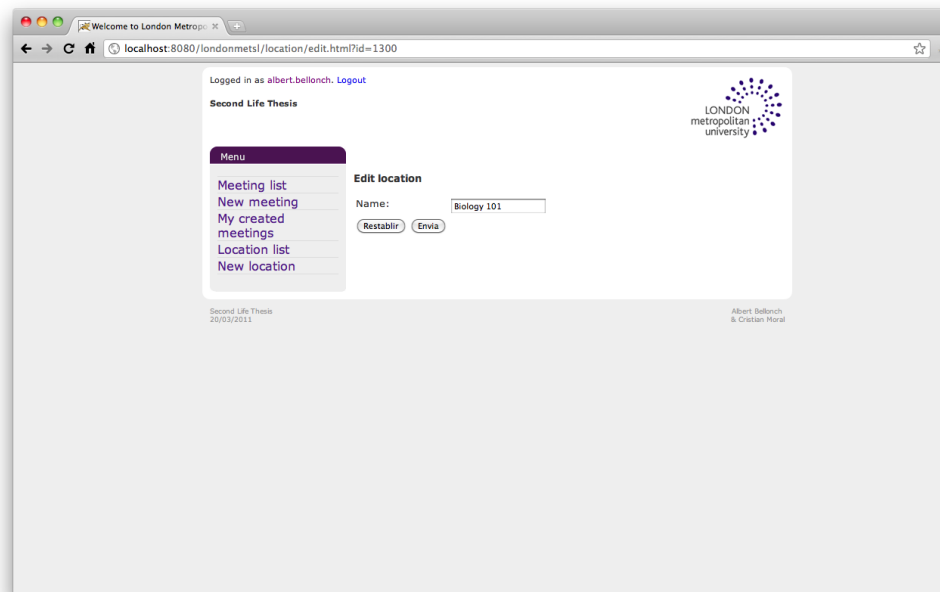 Welcome to London Metropo
localhost:8080/londonmetsl/location/edit.html?id=1300
Logged in as albert.bellonch. Logout
Second Life Thesis
LONDON
metropolitan
university
Menu
Meeting list
New meeting
My created
meetings
Location list
New location
Edit location
Name: Biology 101
Restablir Envia
Second Life Thesis
20/03/2011
Albert Bellonch
& Cristian Moral